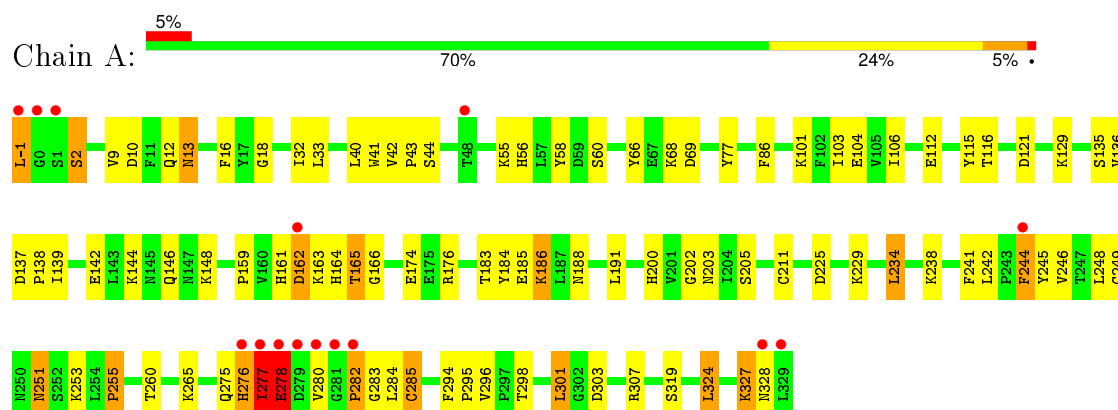 5%
Chain A:
70% 24% 5% •
L-1 G0 S1 S2 V9 D10 F11 Q12 N13 F16 Y17 G18 I32 L33 L40 W41 V42 P43 S44 T48 K55 H56 L57 Y58 D59 S60 Y66 E67 K68 D69 Y77 F86 K101 F102 I103 E104 V105 I106 E112 Y115 T116 D121 K129 S135 V136
D137 P138 I139 E142 L143 K144 N145 Q146 N147 K148 P159 V160 H161 D162 K163 H164 T165 G166 E174 E175 R176 T183 Y184 E185 K186 L187 N188 L191 H200 V201 G202 N203 I204 S205 C211 D225 K229 L234 K238 F241 L242 P243 F244 Y245 V246 T247 L248 C249
N250 N251 S252 K253 L254 P255 T260 K265 Q275 H276 I277 E278 D279 V280 G281 P282 G283 L284 C285 F294 P295 V296 P297 T298 L301 G302 D303 R307 S319 L324 K327 N328 L329